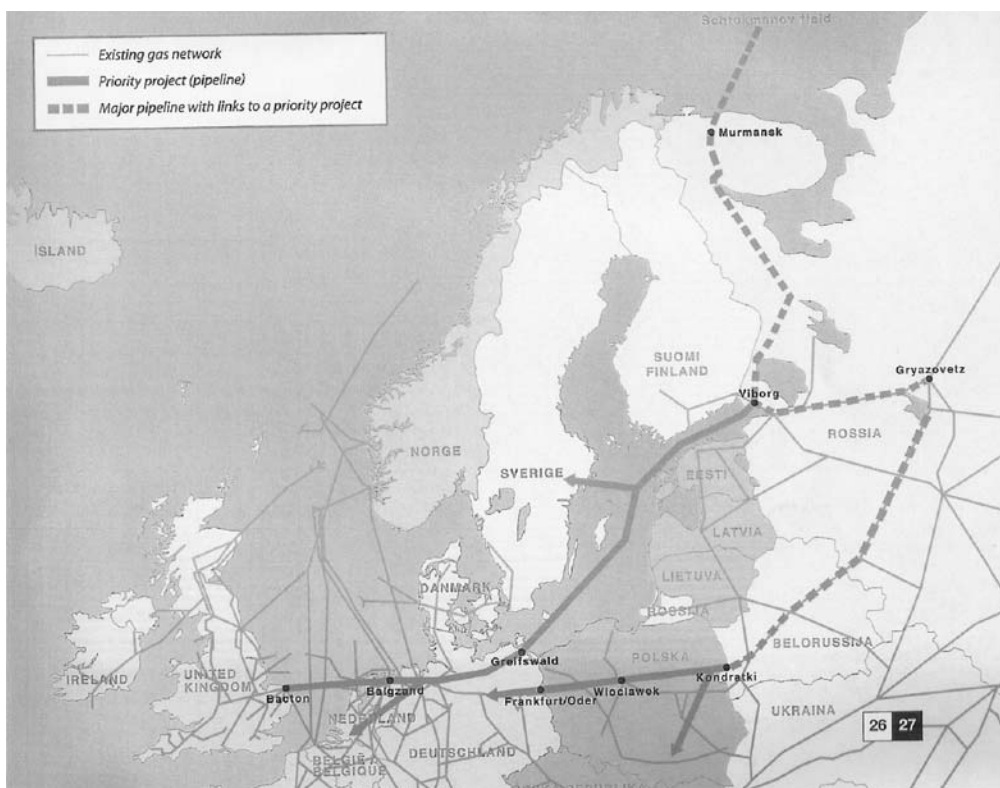 Existing gas network
Priority project (pipeline)
Major pipeline with links to a priority project
Murmansk
ÍSLAND
SUOMI
FINLAND
Gryazovetz
Viborg
ROSSIA
NORGE
SVERIGE
EESTI
LATVIA
DANMARK
LIETUVA
ROSSIJA
BELORUSSIJA
Greifswald
POLSKA
Kondratki
IRELAND
UNITED
KINGDOM
Bacton
Balgzand
Frankfurt/Oder
Wloclawek
NEDERLAND
UKRAINA
DEUTSCHLAND
BELGIË /
BELGIQUE
26 27